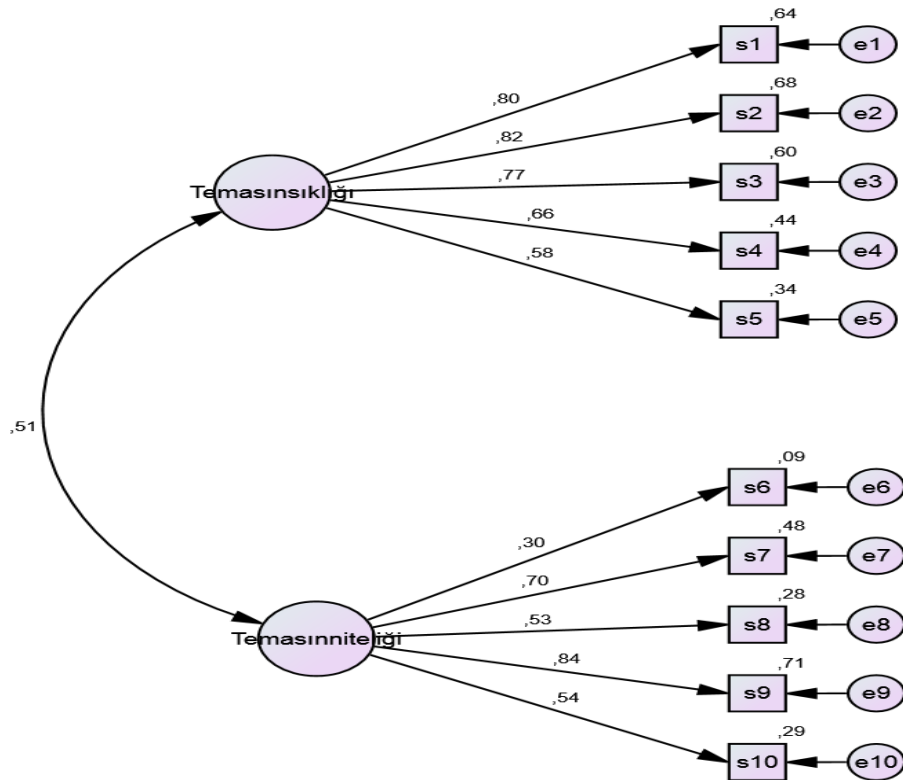 ,64
s1
e1
,80
,68
s2
e2
,82
,60
s3
e3
,77
Temasınsıklığı
,44
s4
e4
,66
,34
s5
e5
,58
,51
,09
s6
e6
,30
,48
s7
e7
,70
,28
s8
e8
,53
Temasınniteliği
,71
s9
e9
,84
,29
s10
e10
,54